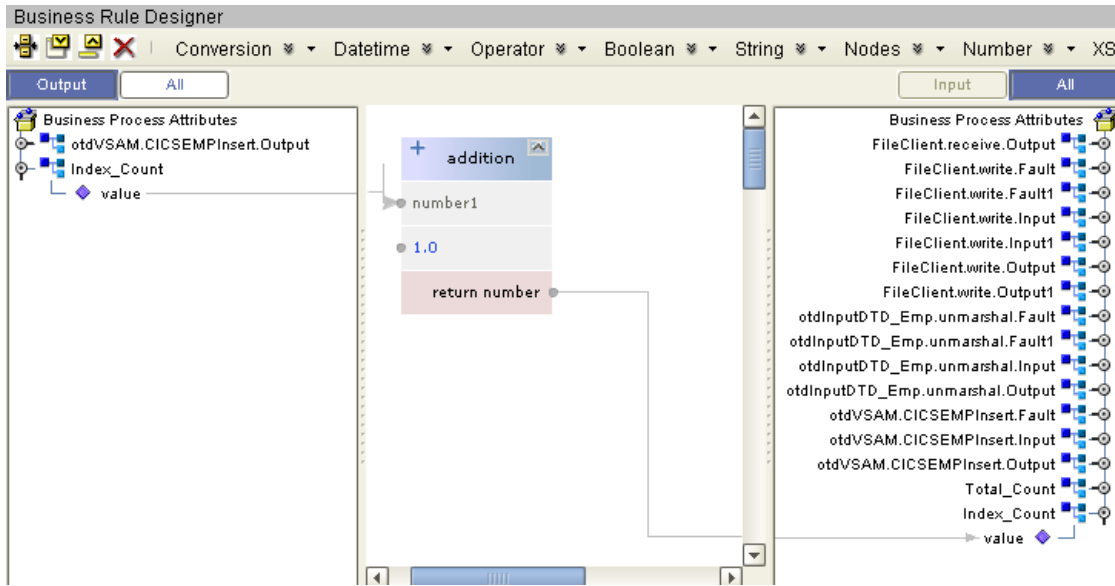 Business Rule Designer
Conversion Datetime Operator Boolean String Nodes Number XS
Output All Input All
Business Process Attributes
otdVSAM.CICSEMPInsert.Output
Index_Count
value
addition
number1
1.0
return number
Business Process Attributes
FileClient.receive.Output
FileClient.write.Fault
FileClient.write.Fault1
FileClient.write.Input
FileClient.write.Input1
FileClient.write.Output
FileClient.write.Output1
otdInputDTD_Emp.unmarshal.Fault
otdInputDTD_Emp.unmarshal.Fault1
otdInputDTD_Emp.unmarshal.Input
otdInputDTD_Emp.unmarshal.Output
otdVSAM.CICSEMPInsert.Fault
otdVSAM.CICSEMPInsert.Input
otdVSAM.CICSEMPInsert.Output
Total_Count
Index_Count
value